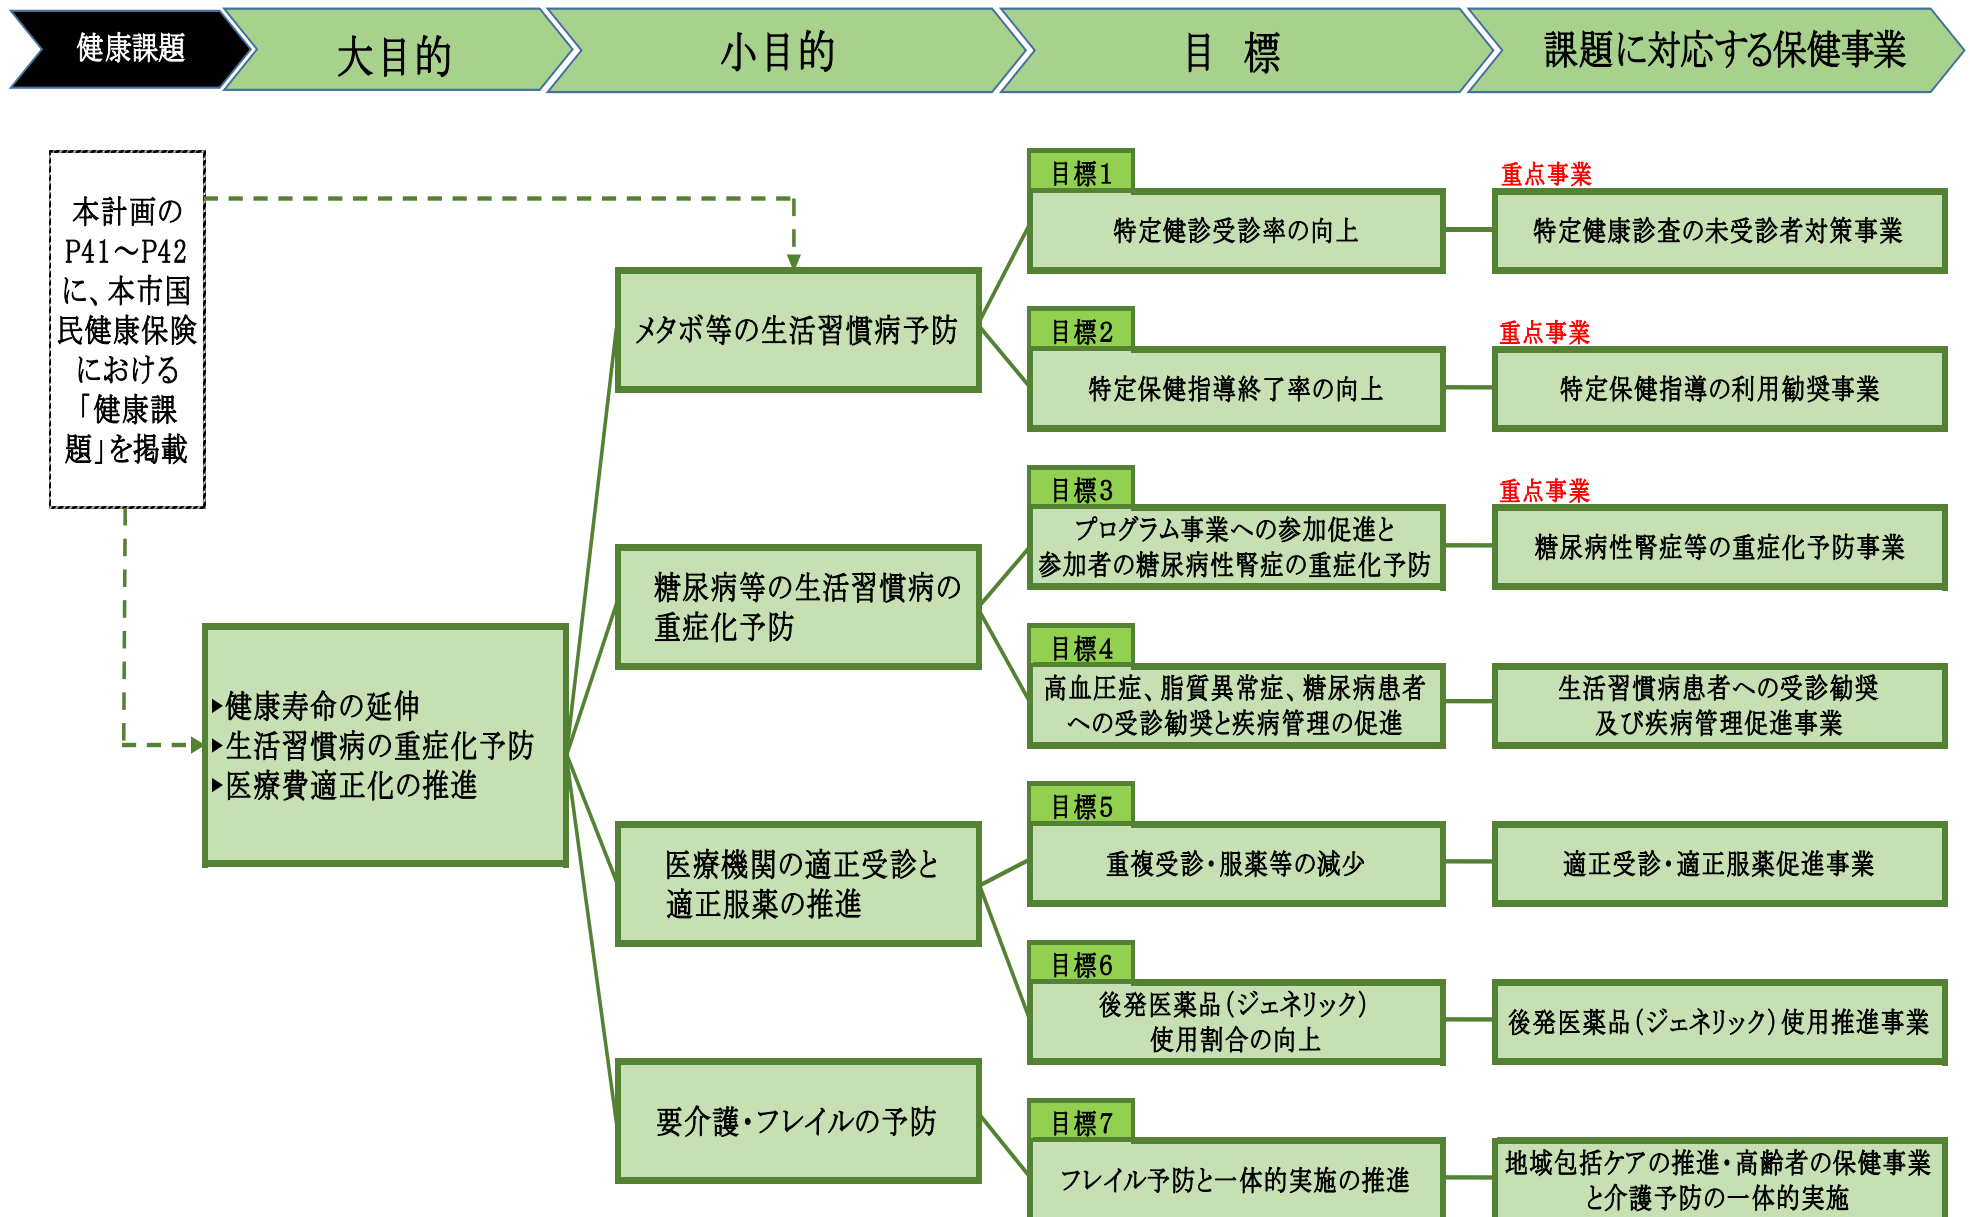 健康課題
大目的
小目的
目 標
課題に対応する保健事業
本計画の
P41～P42
に、本市国
民健康保険
における
「健康課
題」を掲載
▶健康寿命の延伸
▶生活習慣病の重症化予防
▶医療費適正化の推進
メタボ等の生活習慣病予防
糖尿病等の生活習慣病の
重症化予防
医療機関の適正受診と
適正服薬の推進
要介護・フレイルの予防
目標1
特定健診受診率の向上
重点事業
特定健康診査の未受診者対策事業
目標2
特定保健指導終了率の向上
重点事業
特定保健指導の利用勧奨事業
目標3
プログラム事業への参加促進と
参加者の糖尿病性腎症の重症化予防
重点事業
糖尿病性腎症等の重症化予防事業
目標4
高血圧症、脂質異常症、糖尿病患者
への受診勧奨と疾病管理の促進
生活習慣病患者への受診勧奨
及び疾病管理促進事業
目標5
重複受診・服薬等の減少
適正受診・適正服薬促進事業
目標6
後発医薬品(ジェネリック)
使用割合の向上
後発医薬品(ジェネリック)使用推進事業
目標7
フレイル予防と一体的実施の推進
地域包括ケアの推進・高齢者の保健事業
と介護予防の一体的実施